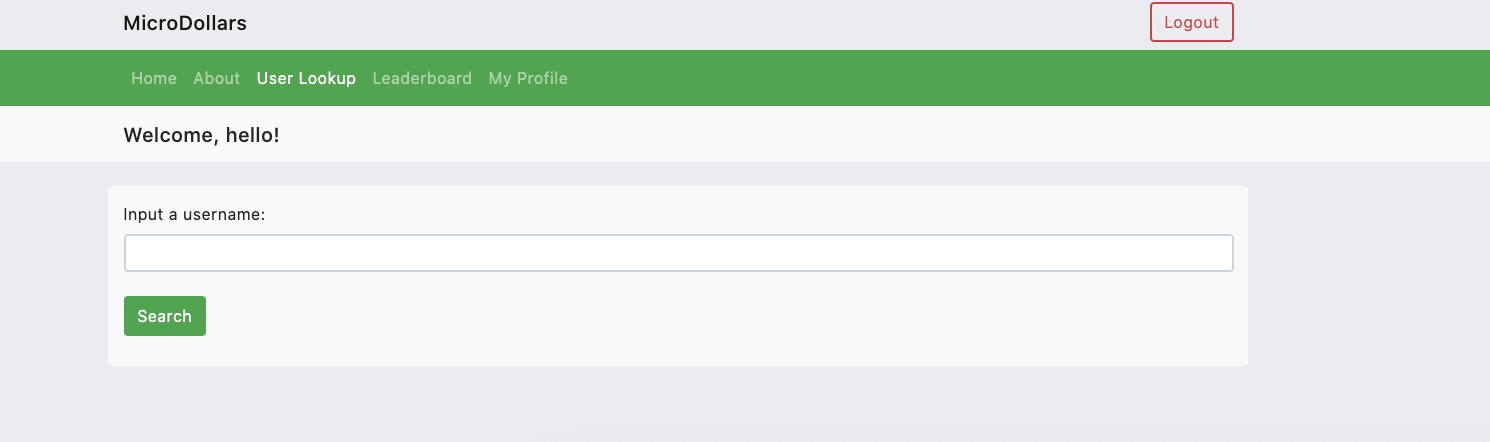 MicroDollars
Logout
Home About User Lookup Leaderboard My Profile
Welcome, hello!
Input a username:
Search